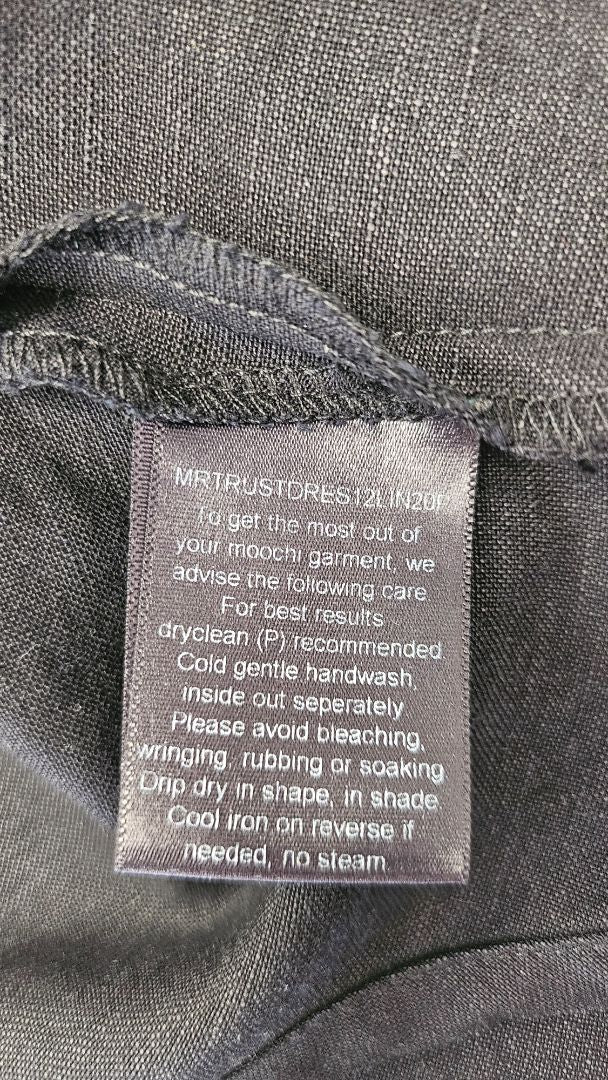 MRTRUSTDRES12LIN20F
To get the most out of
your moochi garment, we
advise the following care
For best results
dryclean (P) recommended
Cold gentle handwash,
inside out seperately
Please avoid bleaching,
wringing, rubbing or soaking
Drip dry in shape, in shade
Cool iron on reverse if
needed, no steam